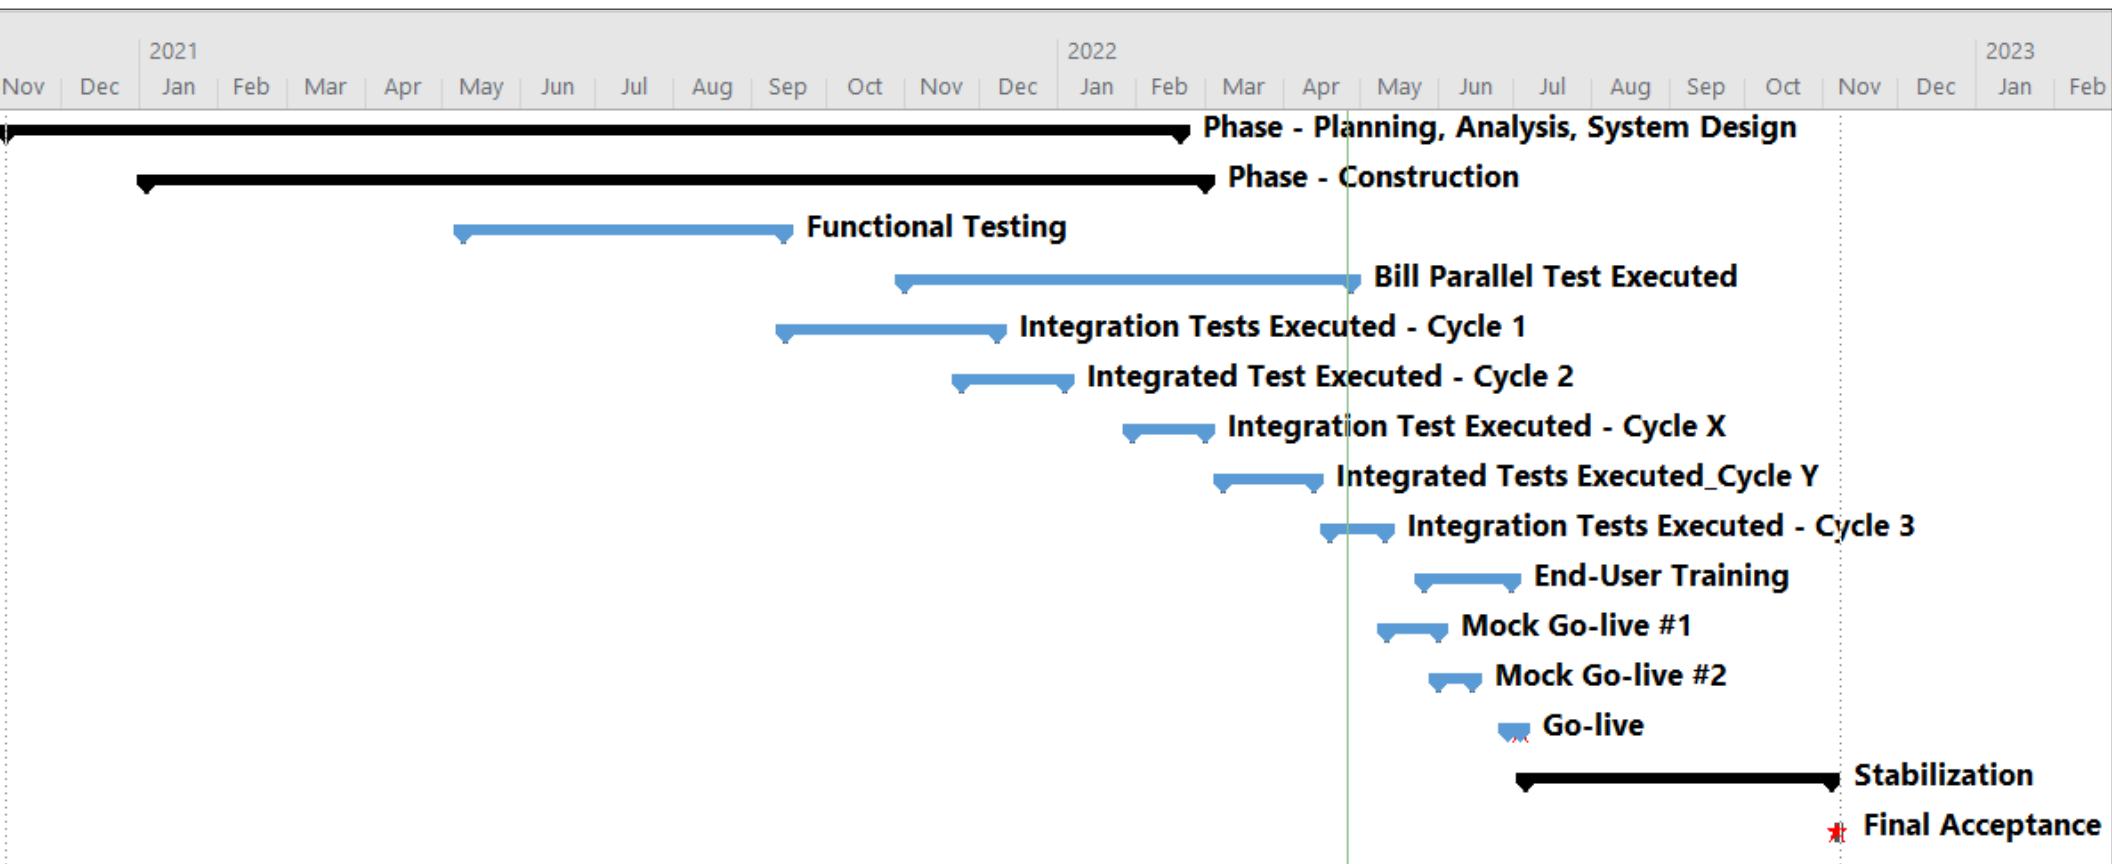 2021 2022 2023
Nov Dec Jan Feb Mar Apr May Jun Jul Aug Sep Oct Nov Dec Jan Feb Mar Apr May Jun Jul Aug Sep Oct Nov Dec Jan Feb
Phase - Planning, Analysis, System Design
Phase - Construction
Functional Testing
Bill Parallel Test Executed
Integration Tests Executed - Cycle 1
Integrated Test Executed - Cycle 2
Integration Test Executed - Cycle X
Integrated Tests Executed_Cycle Y
Integration Tests Executed - Cycle 3
End-User Training
Mock Go-live #1
Mock Go-live #2
Go-live
Stabilization
Final Acceptance